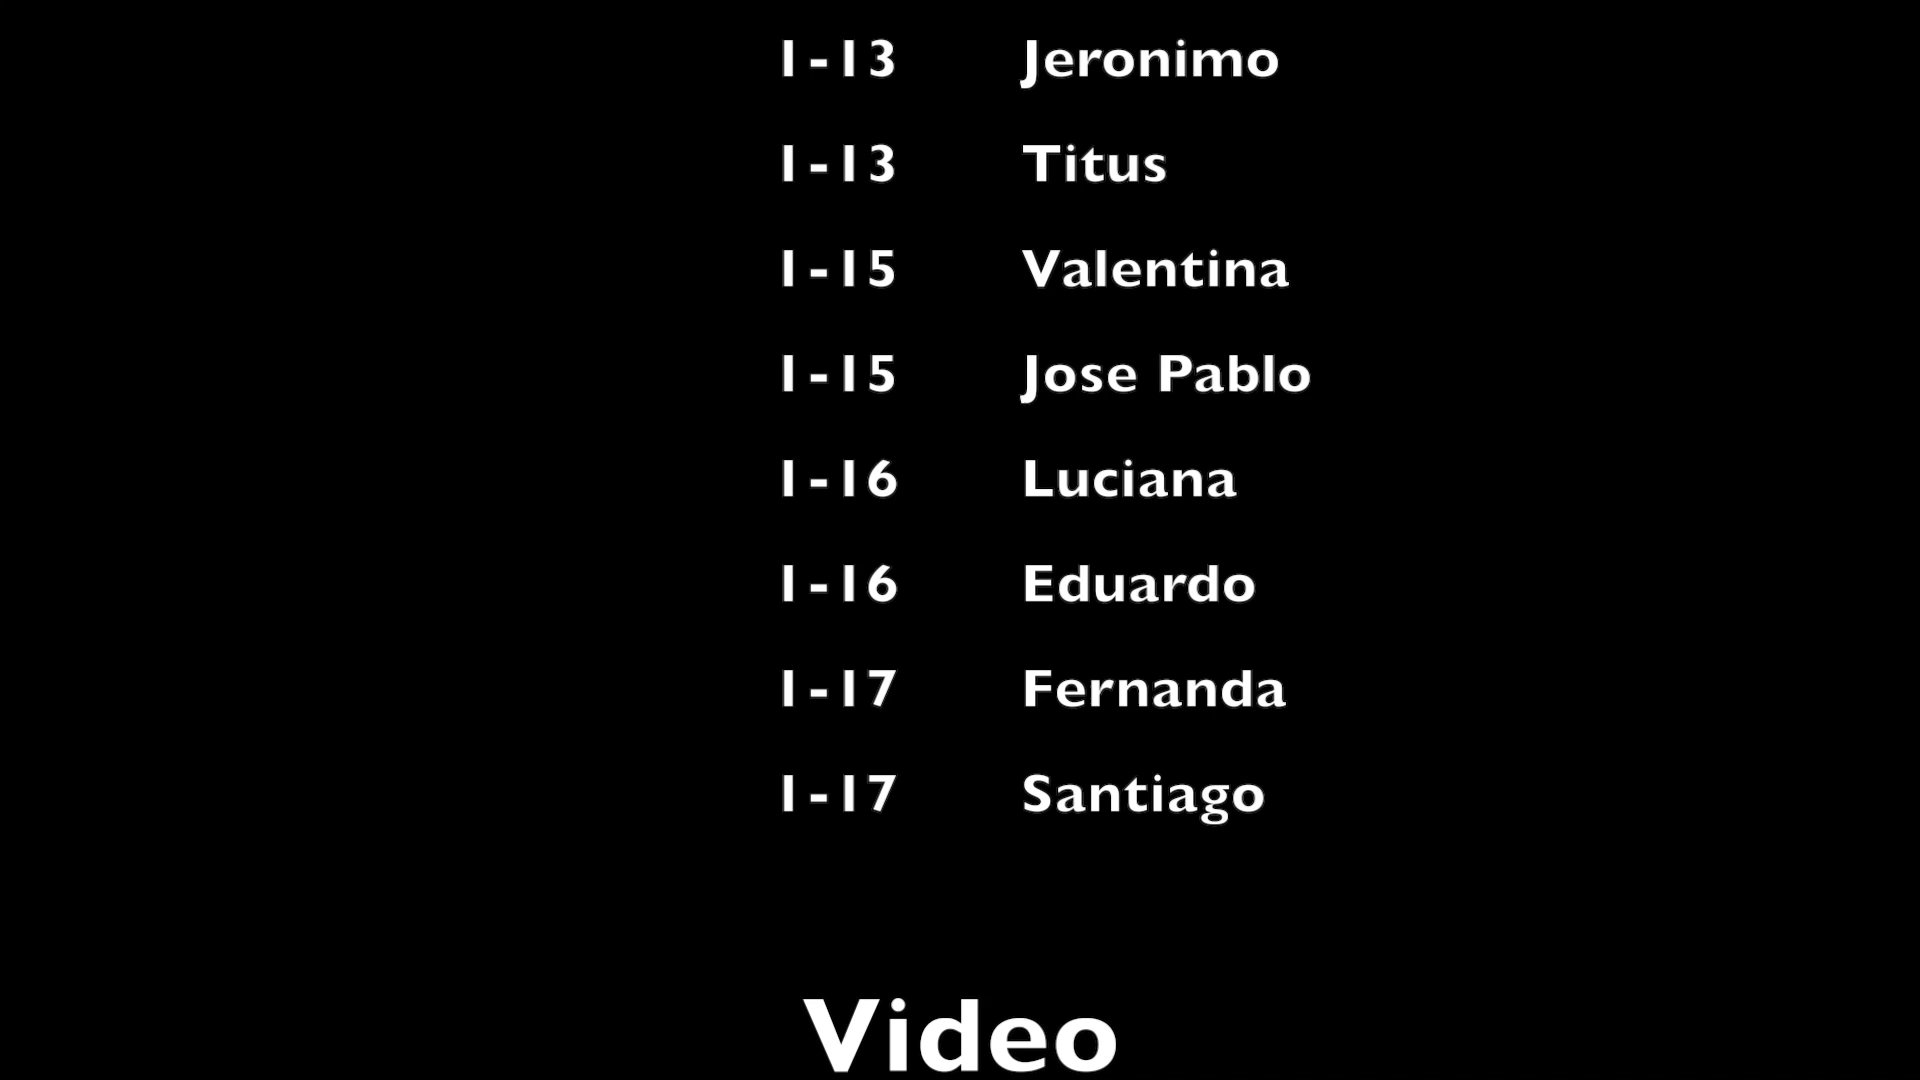 1-13 Jeronimo
1-13 Titus
1-15 Valentina
1-15 Jose Pablo
1-16 Luciana
1-16 Eduardo
1-17 Fernanda
1-17 Santiago
Video